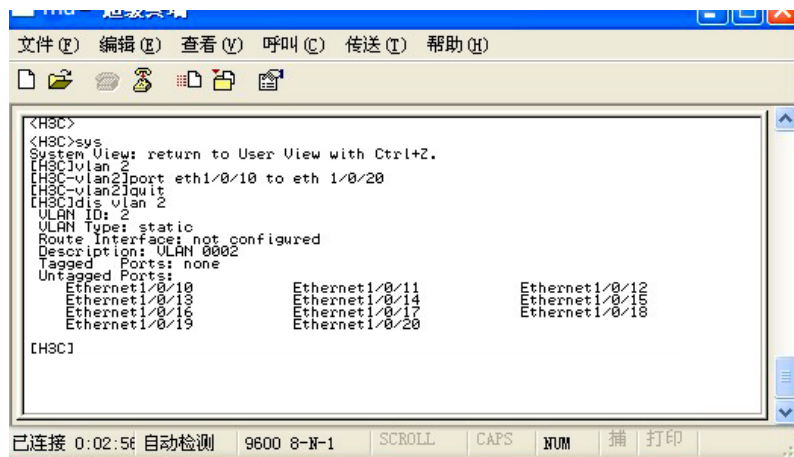 超级终端
文件(F) 编辑(E) 查看(V) 呼叫(C) 传送(T) 帮助(H)
<H3C>
<H3C>sys
System View: return to User View with Ctrl+Z.
[H3C]vlan 2
[H3C-vlan2]port eth1/0/10 to eth 1/0/20
[H3C-vlan2]quit
[H3C]dis vlan 2
VLAN ID: 2
VLAN Type: static
Route Interface: not configured
Description: VLAN 0002
Tagged   Ports: none
Untagged Ports:
Ethernet1/0/10 Ethernet1/0/11 Ethernet1/0/12
Ethernet1/0/13 Ethernet1/0/14 Ethernet1/0/15
Ethernet1/0/16 Ethernet1/0/17 Ethernet1/0/18
Ethernet1/0/19 Ethernet1/0/20
[H3C]
已连接 0:02:56 自动检测 9600 8-N-1 SCROLL CAPS NUM 捕 打印